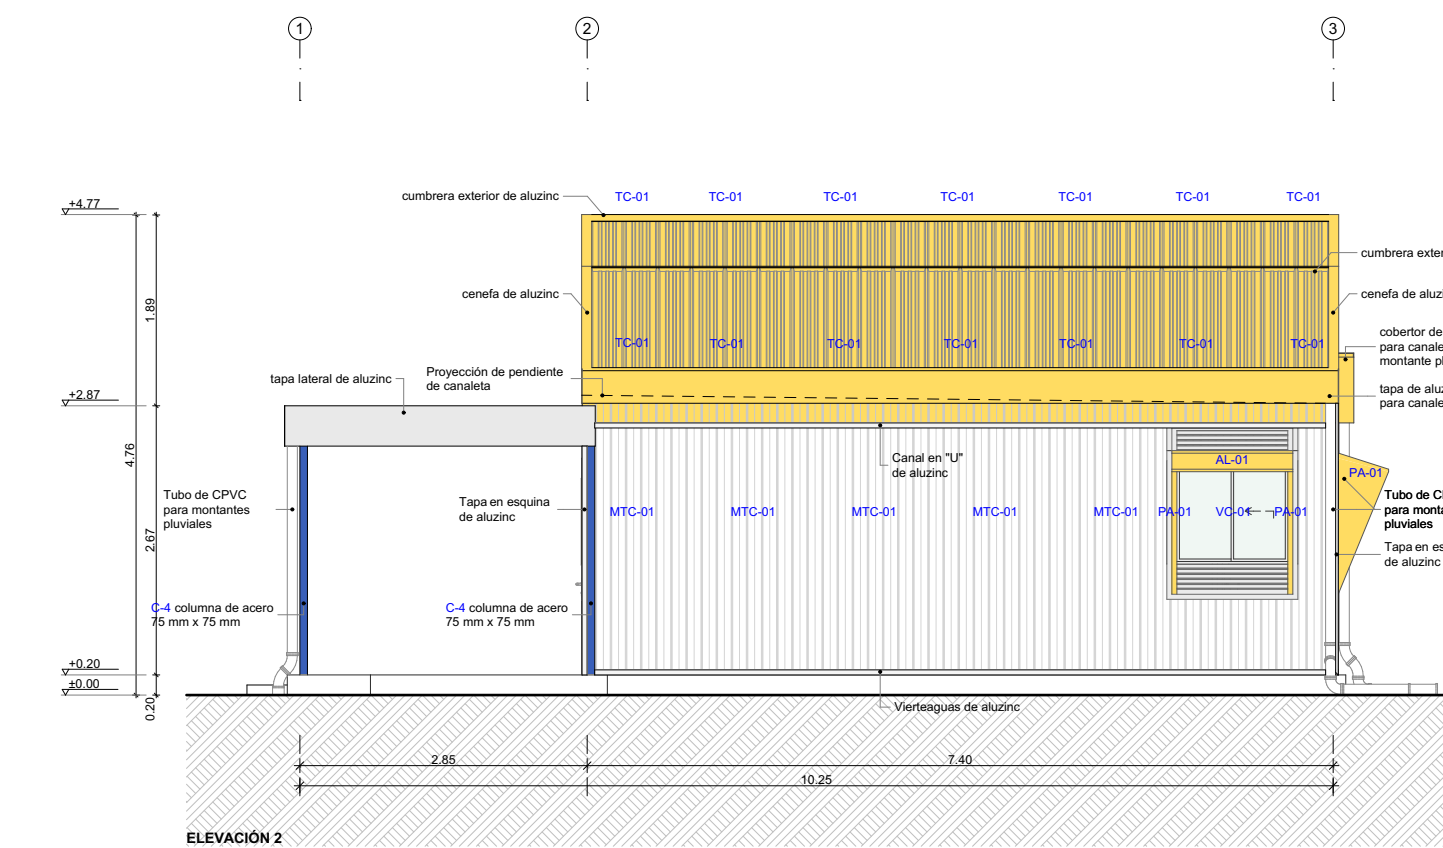 1
2
3
cumbrera exterior de aluzinc
TC-01 TC-01 TC-01 TC-01 TC-01 TC-01 TC-01
+4.77
cumbrera exter
cenefa de aluzinc
cenefa de aluzi
1.89
cobertor de
para canale
montante pl
TC-01 TC-01 TC-01 TC-01 TC-01 TC-01 TC-01
Proyección de pendiente
de canaleta
tapa lateral de aluzinc
+2.87
tapa de aluz
para canale
4.76
Canal en "U"
de aluzinc
AL-01
PA-01
Tubo de CPVC
para montantes
pluviales
Tapa en esquina
de aluzinc
MTC-01 MTC-01 MTC-01 MTC-01 MTC-01 PA-01 VC-01 PA-01
Tubo de C
para monta
pluviales
2.67
Tapa en es
de aluzinc
C-4 columna de acero
75 mm x 75 mm
C-4 columna de acero
75 mm x 75 mm
+0.20
±0.00
0.20
Vierteaguas de aluzinc
2.85
7.40
10.25
ELEVACIÓN 2